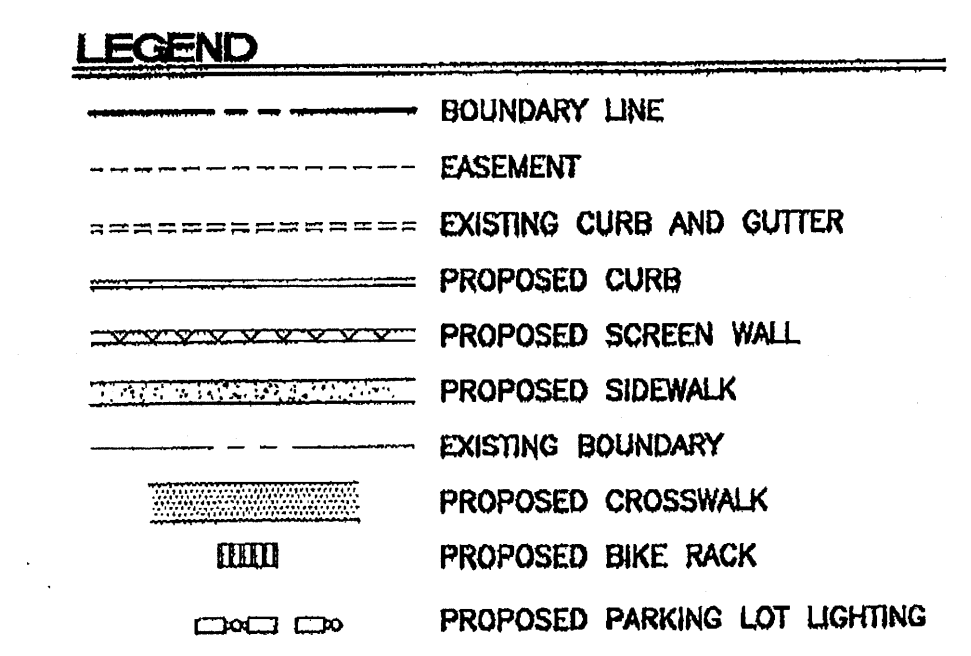 LEGEND
BOUNDARY LINE
EASEMENT
EXISTING CURB AND GUTTER
PROPOSED CURB
PROPOSED SCREEN WALL
PROPOSED SIDEWALK
EXISTING BOUNDARY
PROPOSED CROSSWALK
PROPOSED BIKE RACK
PROPOSED PARKING LOT LIGHTING